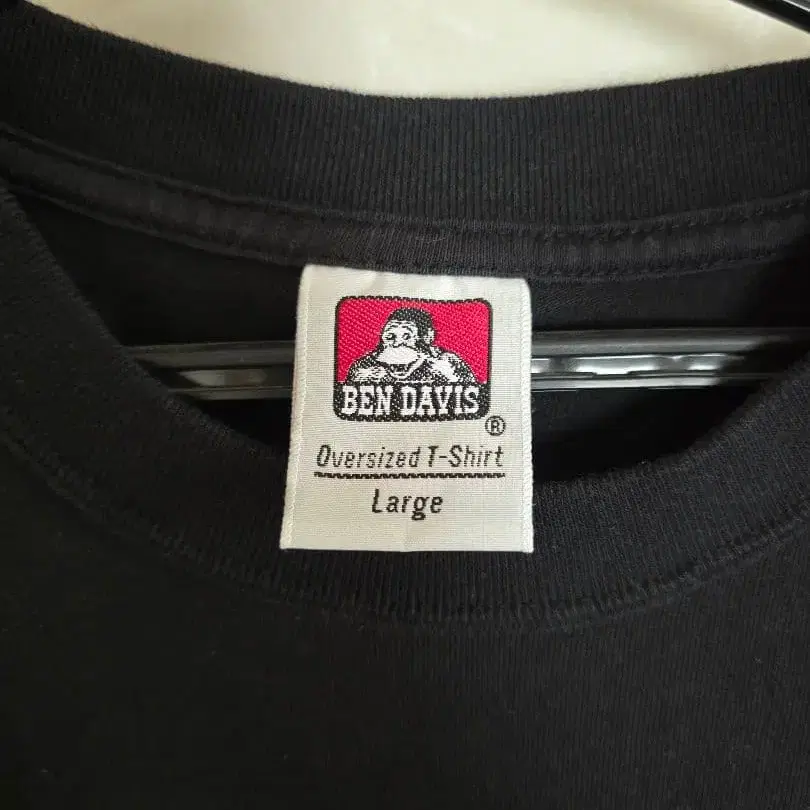 BEN DAVIS
®
Oversized T-Shirt
Large